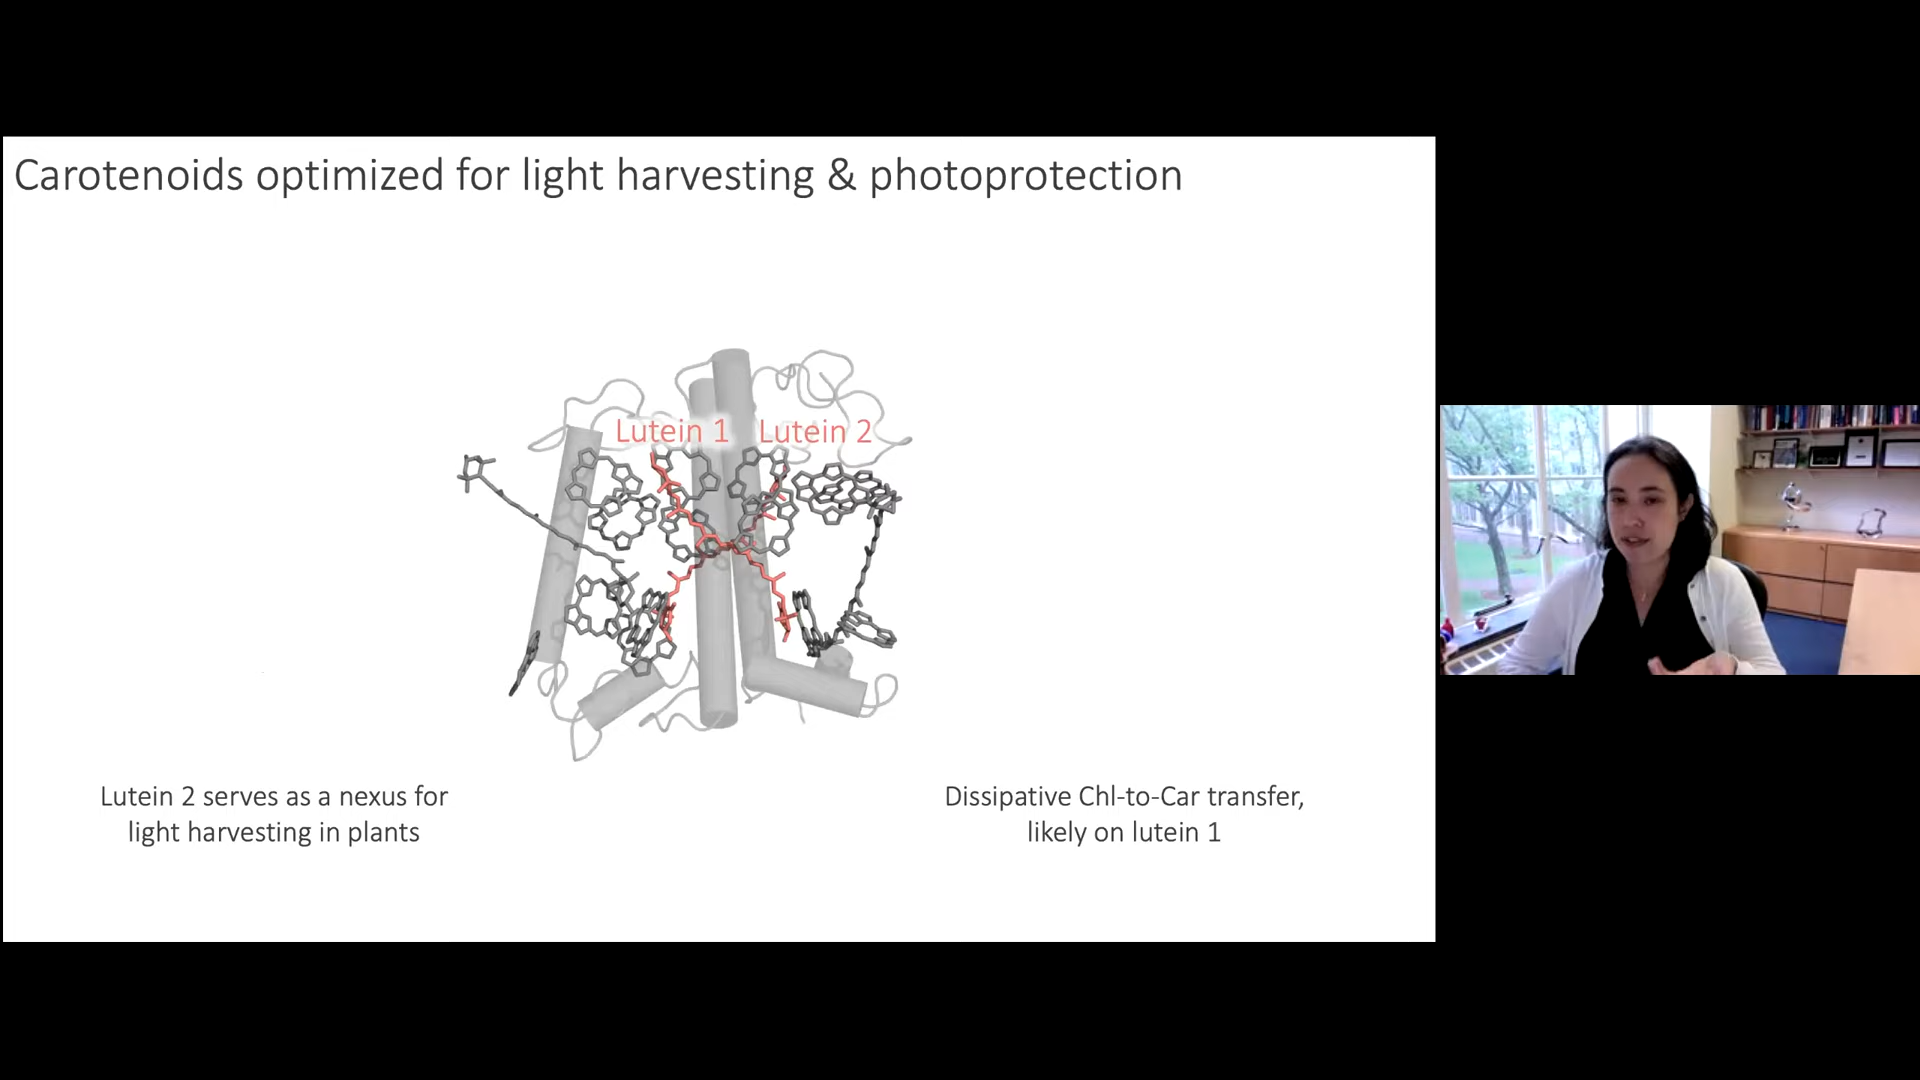 Carotenoids optimized for light harvesting & photoprotection
Lutein 1
Lutein 2
Lutein 2 serves as a nexus for
light harvesting in plants
Dissipative Chl-to-Car transfer,
likely on lutein 1